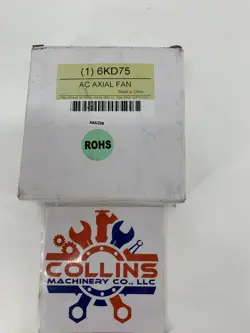 (1) 6KD75
AC AXIAL FAN
Made in China
ROHS
COLLINS
MACHINERY CO., LLC